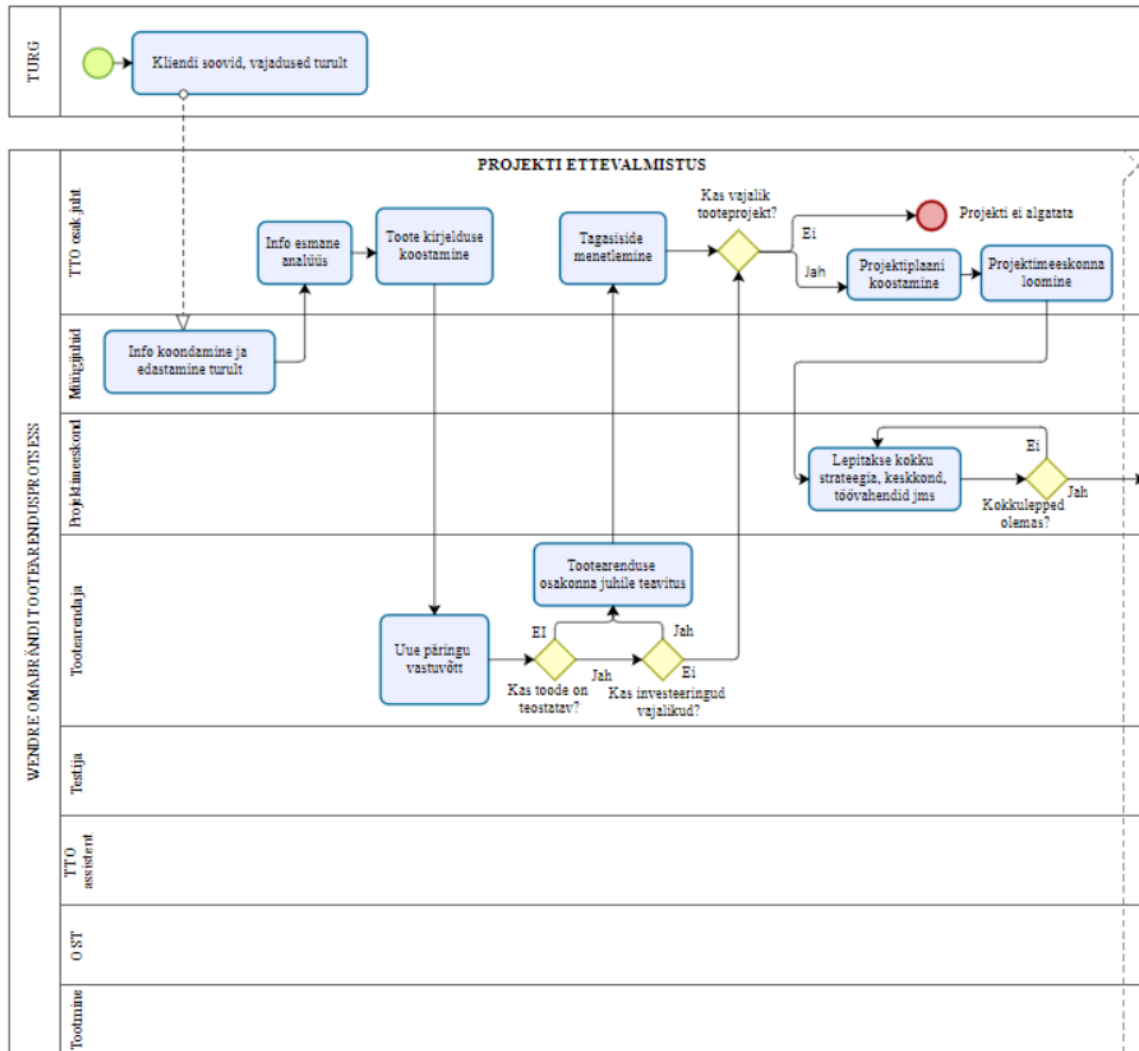 TURG
Kliendi soovid, vajadused turult
WENDRE OMABRÄNDI TOOTEARENDUSPROTSESS
PROJEKTI ETTEVALMISTUS
TTO osak juht
Info esmane
analüüs
Toote kirjelduse
koostamine
Tagasiside
menetlemine
Kas vajalik
tooteprojekt?
Ei
Projekti ei algatata
Jah
Projektiplaani
koostamine
Projektimeeskonna
loomine
Müügijuhid
Info koondamine ja
edastamine turult
Projektimeeskond
Lepitakse kokku
strateegia, keskkond,
töövahendid jms
Ei
Jah
Kokkulepped
olemas?
Tootearendaja
Tootearenduse
osakonna juhile teavitus
Uue päringu
vastuvõtt
EI
Jah
Kas toode on
teostatav?
Jah
Ei
Kas investeeringud
vajalikud?
Testija
TTO
assistent
OST
Tootmine